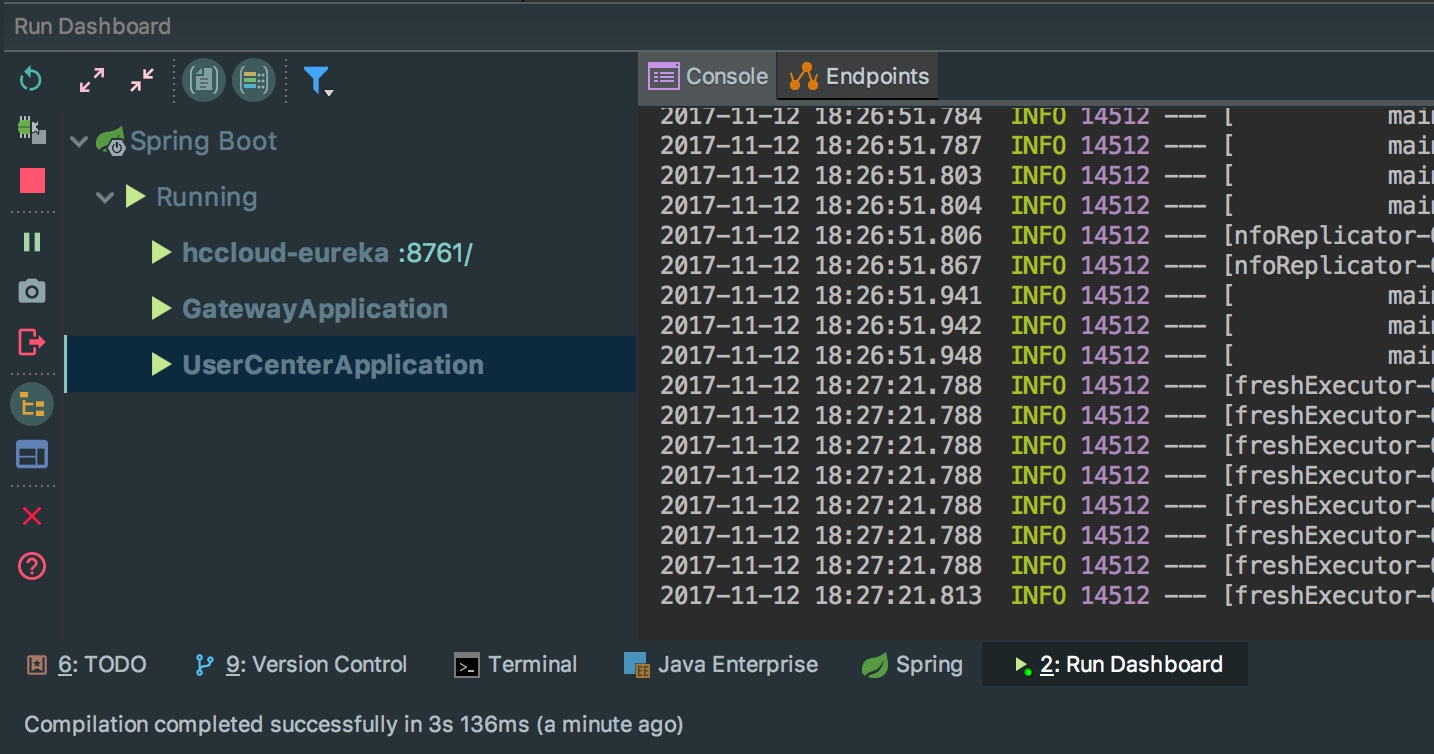 Run Dashboard
Console
Endpoints
Spring Boot
Running
hccloud-eureka :8761/
GatewayApplication
UserCenterApplication
2017-11-12 18:26:51.784 INFO 14512 --- [ mai
2017-11-12 18:26:51.787 INFO 14512 --- [ mai
2017-11-12 18:26:51.803 INFO 14512 --- [ mai
2017-11-12 18:26:51.804 INFO 14512 --- [ mai
2017-11-12 18:26:51.806 INFO 14512 --- [nfoReplicator-
2017-11-12 18:26:51.867 INFO 14512 --- [nfoReplicator-
2017-11-12 18:26:51.941 INFO 14512 --- [ mai
2017-11-12 18:26:51.942 INFO 14512 --- [ mai
2017-11-12 18:26:51.948 INFO 14512 --- [ mai
2017-11-12 18:27:21.788 INFO 14512 --- [freshExecutor-
2017-11-12 18:27:21.788 INFO 14512 --- [freshExecutor-
2017-11-12 18:27:21.788 INFO 14512 --- [freshExecutor-
2017-11-12 18:27:21.788 INFO 14512 --- [freshExecutor-
2017-11-12 18:27:21.788 INFO 14512 --- [freshExecutor-
2017-11-12 18:27:21.788 INFO 14512 --- [freshExecutor-
2017-11-12 18:27:21.788 INFO 14512 --- [freshExecutor-
2017-11-12 18:27:21.813 INFO 14512 --- [freshExecutor-
6: TODO
9: Version Control
Terminal
Java Enterprise
Spring
2: Run Dashboard
Compilation completed successfully in 3s 136ms (a minute ago)